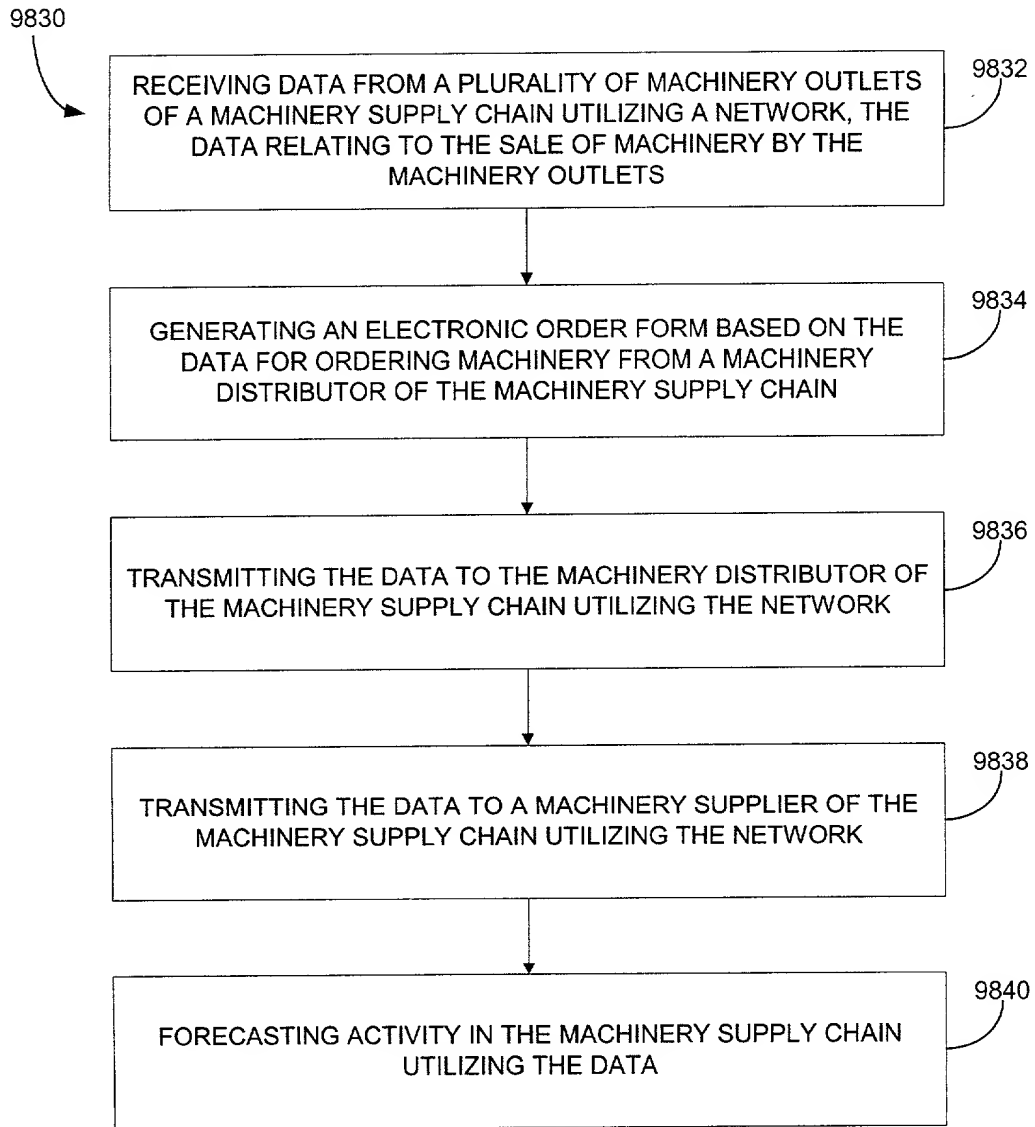 9830
RECEIVING DATA FROM A PLURALITY OF MACHINERY OUTLETS
OF A MACHINERY SUPPLY CHAIN UTILIZING A NETWORK, THE
DATA RELATING TO THE SALE OF MACHINERY BY THE
MACHINERY OUTLETS
9832
GENERATING AN ELECTRONIC ORDER FORM BASED ON THE
DATA FOR ORDERING MACHINERY FROM A MACHINERY
DISTRIBUTOR OF THE MACHINERY SUPPLY CHAIN
9834
TRANSMITTING THE DATA TO THE MACHINERY DISTRIBUTOR OF
THE MACHINERY SUPPLY CHAIN UTILIZING THE NETWORK
9836
TRANSMITTING THE DATA TO A MACHINERY SUPPLIER OF THE
MACHINERY SUPPLY CHAIN UTILIZING THE NETWORK
9838
FORECASTING ACTIVITY IN THE MACHINERY SUPPLY CHAIN
UTILIZING THE DATA
9840